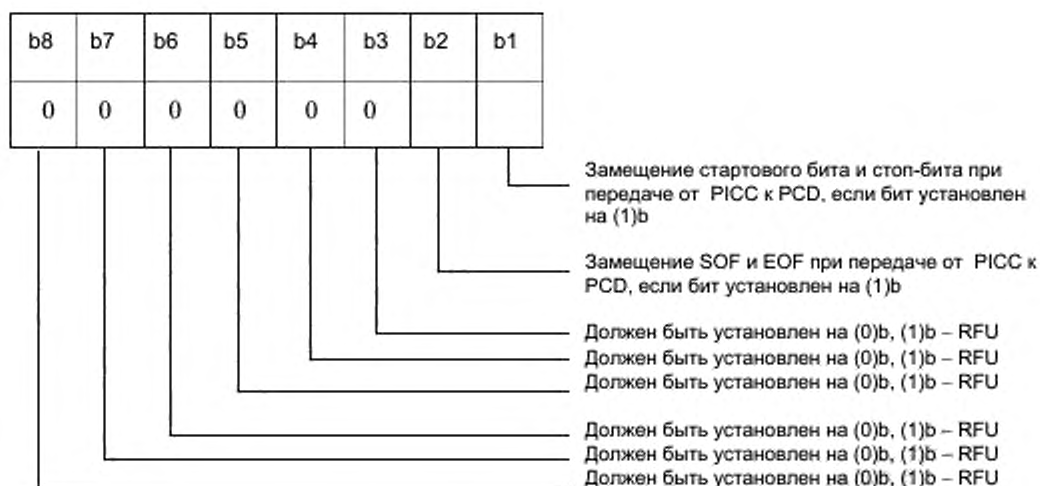 b8 b7 b6 b5 b4 b3 b2 b1
0 0 0 0 0 0
Замещение стартового бита и стоп-бита при
передаче от PICC к PCD, если бит установлен
на (1)b
Замещение SOF и EOF при передаче от PICC к
PCD, если бит установлен на (1)b
Должен быть установлен на (0)b, (1)b – RFU
Должен быть установлен на (0)b, (1)b – RFU
Должен быть установлен на (0)b, (1)b – RFU
Должен быть установлен на (0)b, (1)b – RFU
Должен быть установлен на (0)b, (1)b – RFU
Должен быть установлен на (0)b, (1)b – RFU